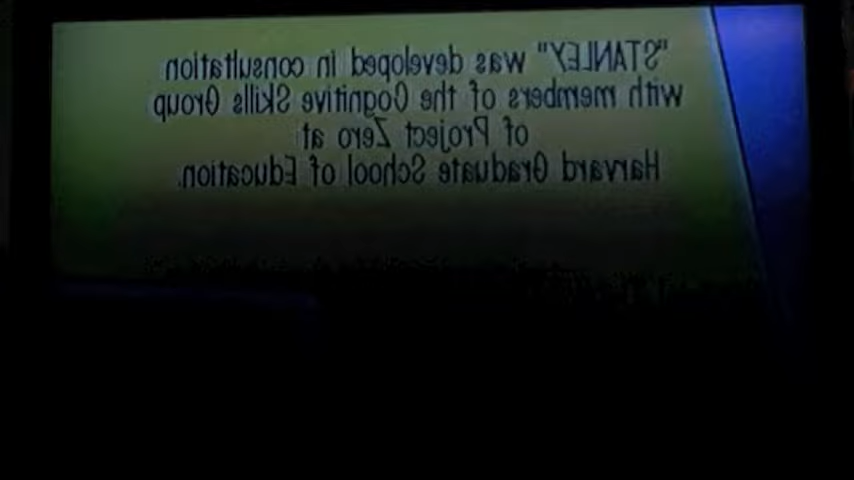 "STANLEY" was developed in consultation
with members of the Cognitive Skills Group
of Project Zero at
Harvard Graduate School of Education.